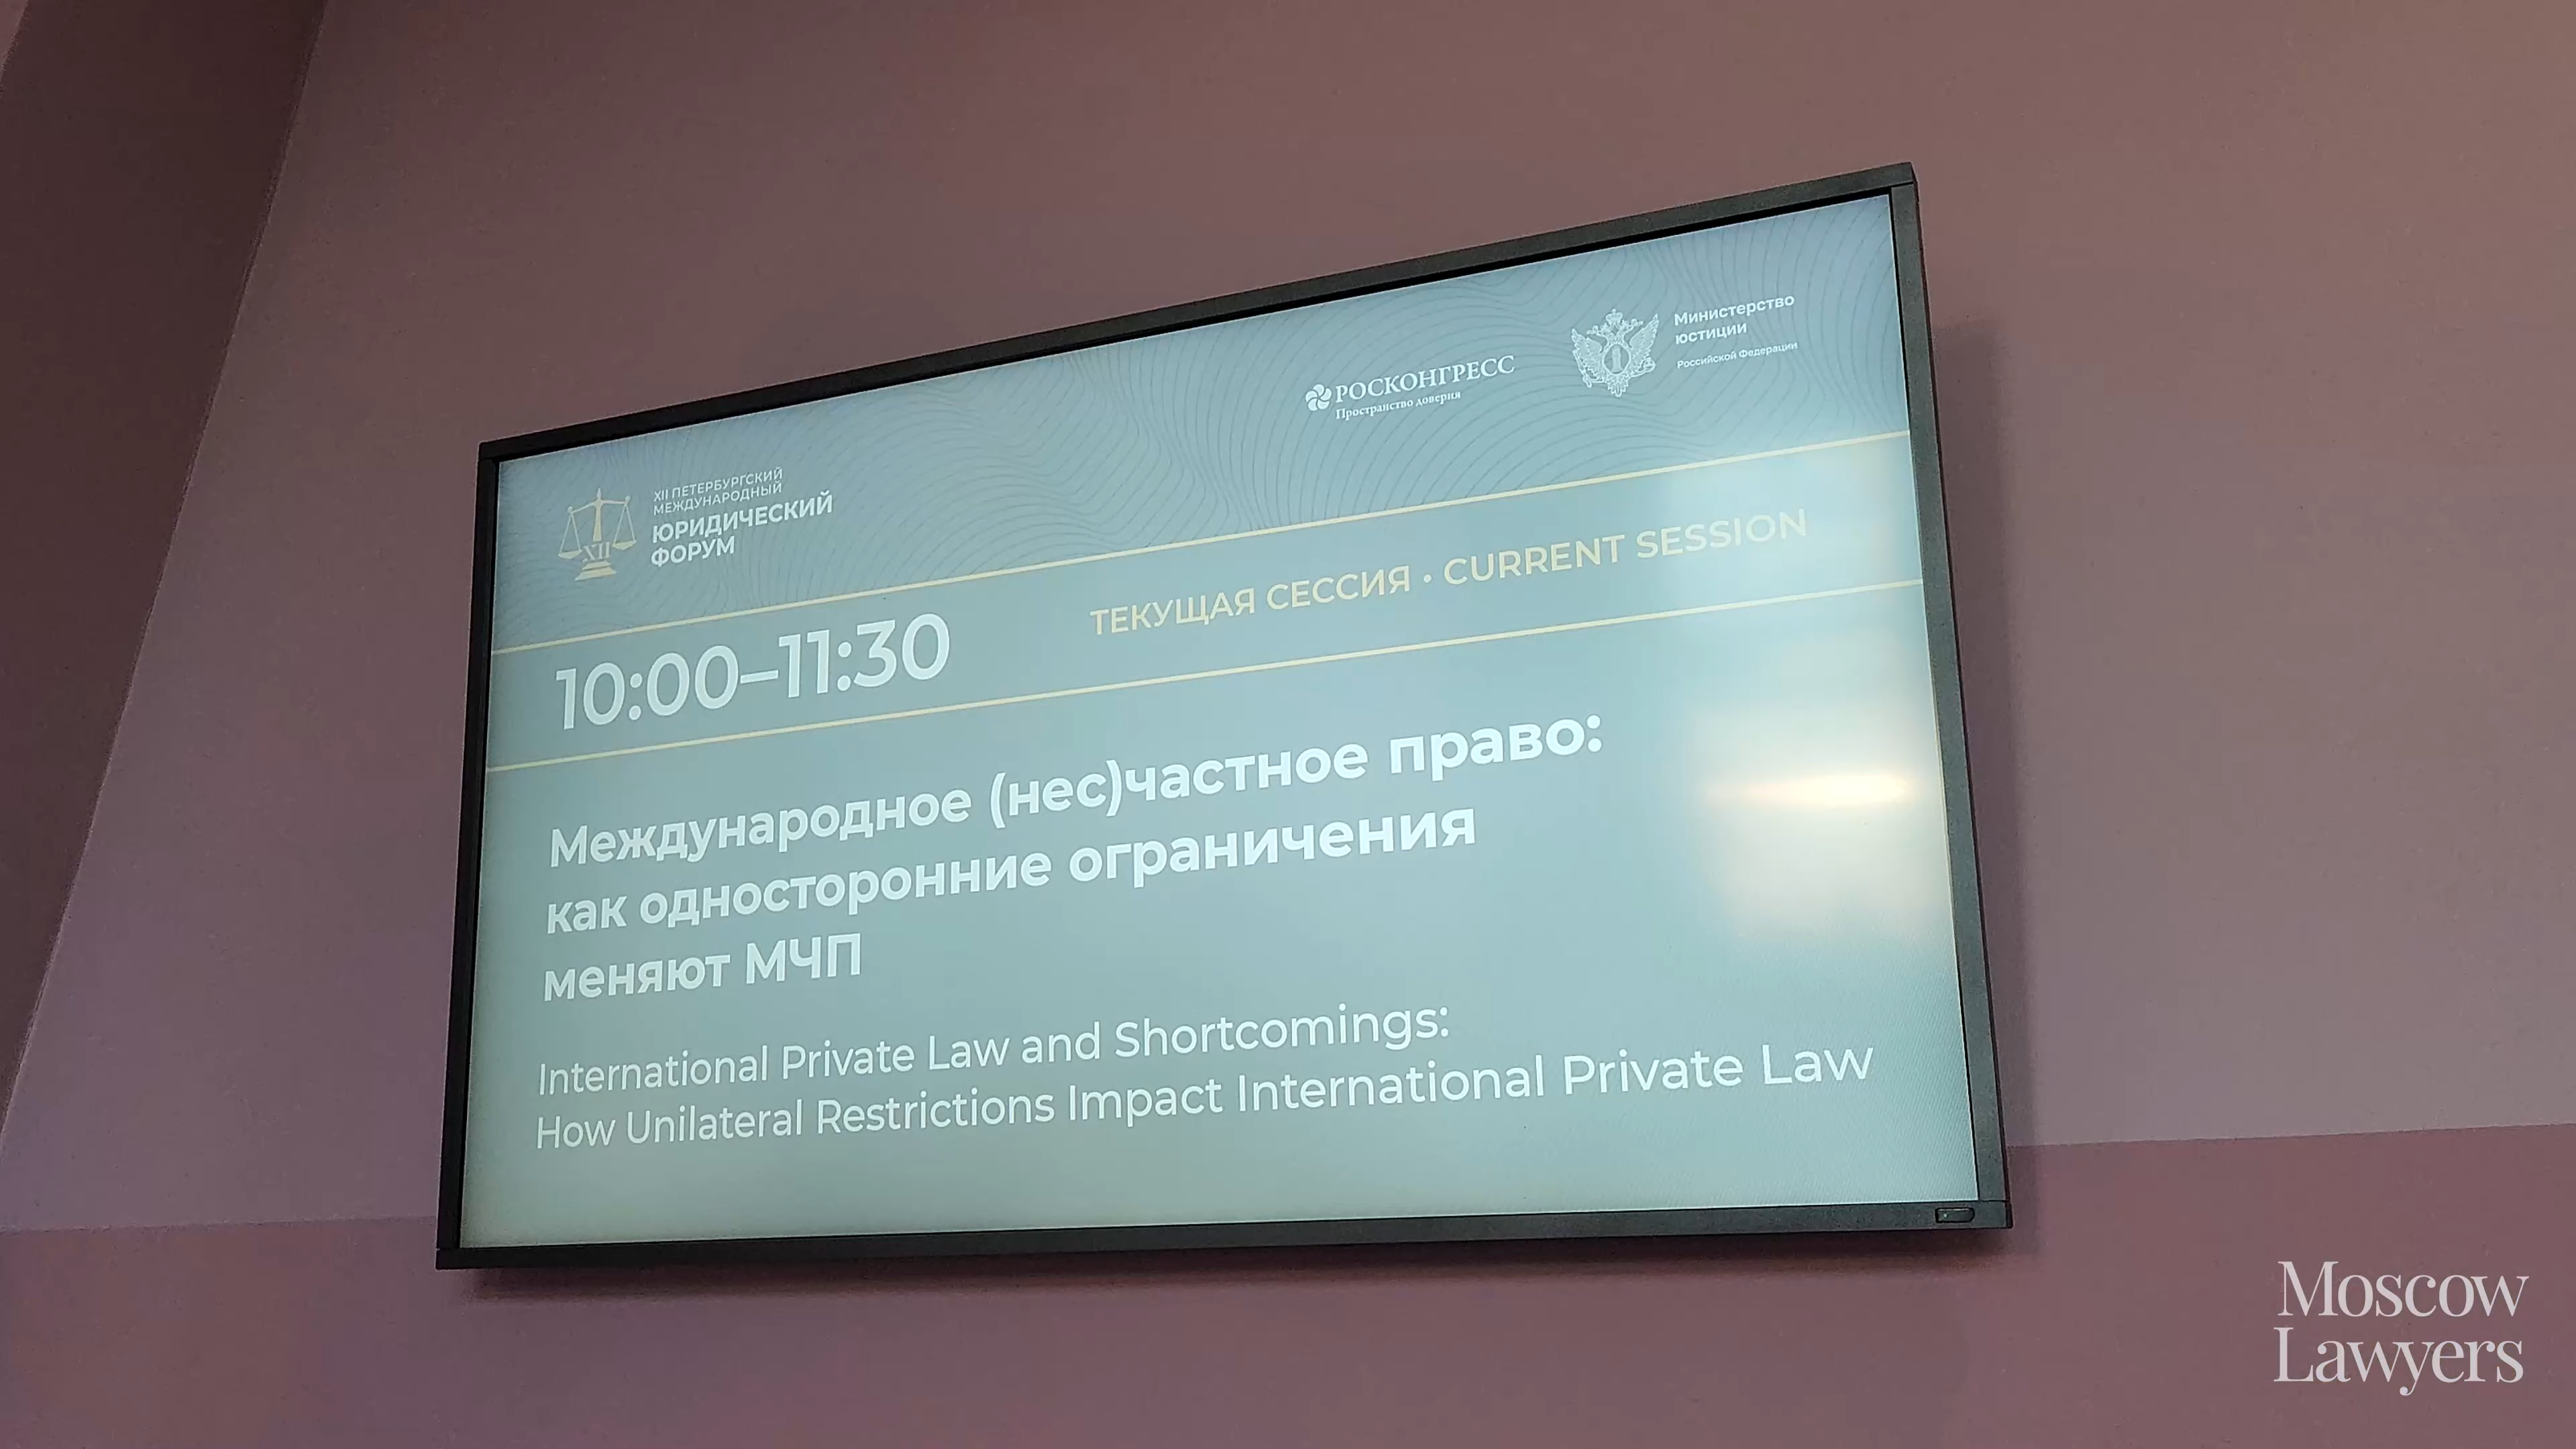 XII ПЕТЕРБУРГСКИЙ
МЕЖДУНАРОДНЫЙ
ЮРИДИЧЕСКИЙ
ФОРУМ
XII
РОСКОНГРЕСС
Пространство доверия
Министерство
юстиции
Российской Федерации
10:00–11:30
ТЕКУЩАЯ СЕССИЯ • CURRENT SESSION
Международное (нес)частное право:
как односторонние ограничения
меняют МЧП
International Private Law and Shortcomings:
How Unilateral Restrictions Impact International Private Law
Moscow
Lawyers